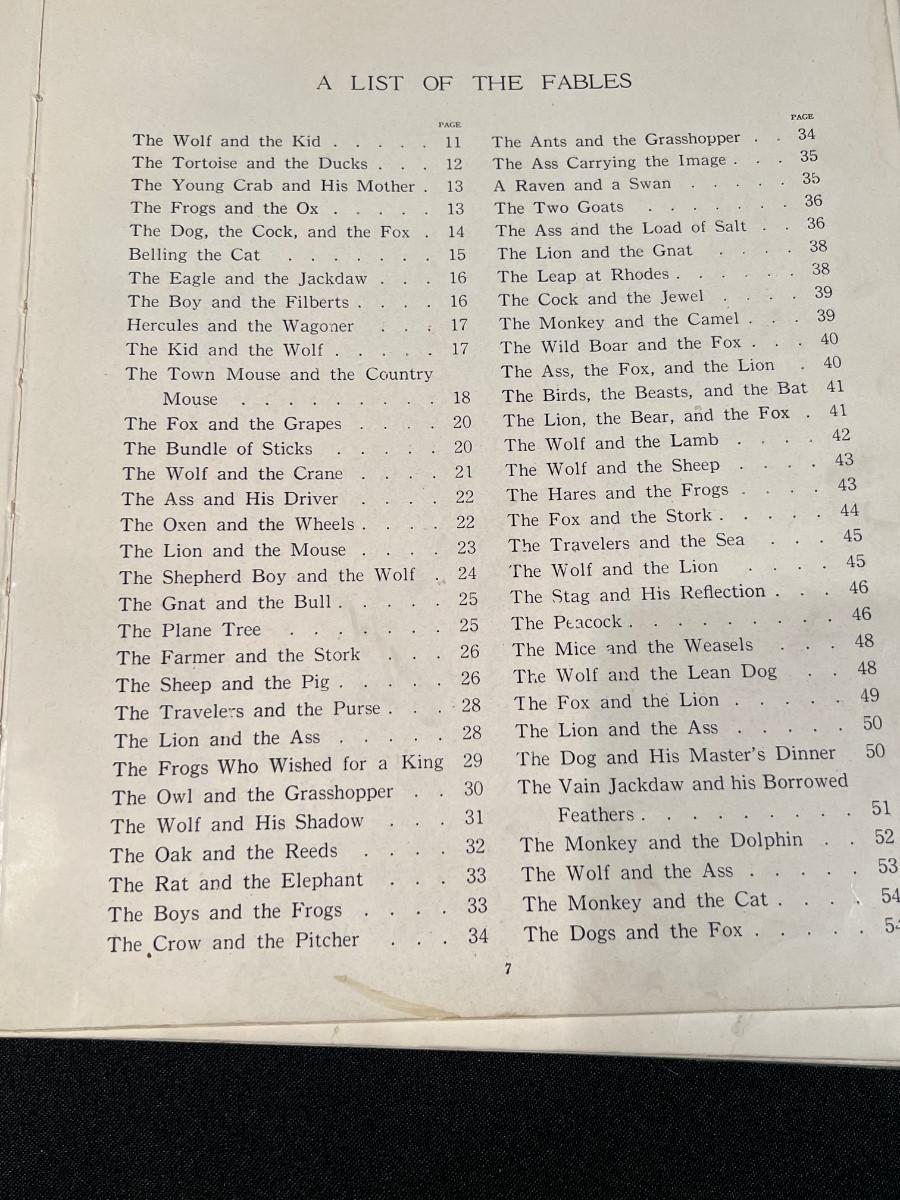 A LIST OF THE FABLES
PAGE
The Wolf and the Kid . . . . . 11
The Tortoise and the Ducks . . . 12
The Young Crab and His Mother . 13
The Frogs and the Ox . . . . . 13
The Dog, the Cock, and the Fox . 14
Belling the Cat . . . . . . . 15
The Eagle and the Jackdaw . . . 16
The Boy and the Filberts . . . . 16
Hercules and the Wagoner . . . 17
The Kid and the Wolf . . . . . 17
The Town Mouse and the Country
Mouse . . . . . . . . . 18
The Fox and the Grapes . . . . 20
The Bundle of Sticks . . . . . 20
The Wolf and the Crane . . . . 21
The Ass and His Driver . . . . 22
The Oxen and the Wheels . . . . 22
The Lion and the Mouse . . . . 23
The Shepherd Boy and the Wolf . 24
The Gnat and the Bull . . . . . 25
The Plane Tree . . . . . . . 25
The Farmer and the Stork . . . 26
The Sheep and the Pig . . . . . 26
The Travelers and the Purse . . . 28
The Lion and the Ass . . . . . 28
The Frogs Who Wished for a King 29
The Owl and the Grasshopper . . 30
The Wolf and His Shadow . . . 31
The Oak and the Reeds . . . . 32
The Rat and the Elephant . . . 33
The Boys and the Frogs . . . . 33
The Crow and the Pitcher . . . 34
PAGE
The Ants and the Grasshopper . . 34
The Ass Carrying the Image . . . 35
A Raven and a Swan . . . . . 35
The Two Goats . . . . . . . 36
The Ass and the Load of Salt . . 36
The Lion and the Gnat . . . . 38
The Leap at Rhodes . . . . . . 38
The Cock and the Jewel . . . . 39
The Monkey and the Camel . . . 39
The Wild Boar and the Fox . . . 40
The Ass, the Fox, and the Lion . 40
The Birds, the Beasts, and the Bat 41
The Lion, the Bear, and the Fox . 41
The Wolf and the Lamb . . . . 42
The Wolf and the Sheep . . . . 43
The Hares and the Frogs . . . . 43
The Fox and the Stork . . . . . 44
The Travelers and the Sea . . . 45
The Wolf and the Lion . . . . 45
The Stag and His Reflection . . . 46
The Peacock . . . . . . . . . 46
The Mice and the Weasels . . . 48
The Wolf and the Lean Dog . . 48
The Fox and the Lion . . . . . 49
The Lion and the Ass . . . . . 50
The Dog and His Master's Dinner 50
The Vain Jackdaw and his Borrowed
Feathers . . . . . . . . . 51
The Monkey and the Dolphin . . 52
The Wolf and the Ass . . . . . 53
The Monkey and the Cat . . . . 54
The Dogs and the Fox . . . . .
7